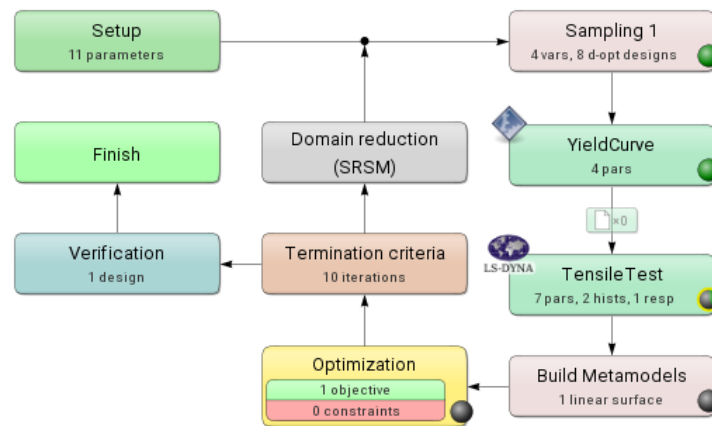 Setup
11 parameters
Sampling 1
4 vars, 8 d-opt designs
Finish
Domain reduction
(SRSM)
YieldCurve
4 pars
×0
Verification
1 design
Termination criteria
10 iterations
LS-DYNA
TensileTest
7 pars, 2 hists, 1 resp
Optimization
1 objective
0 constraints
Build Metamodels
1 linear surface